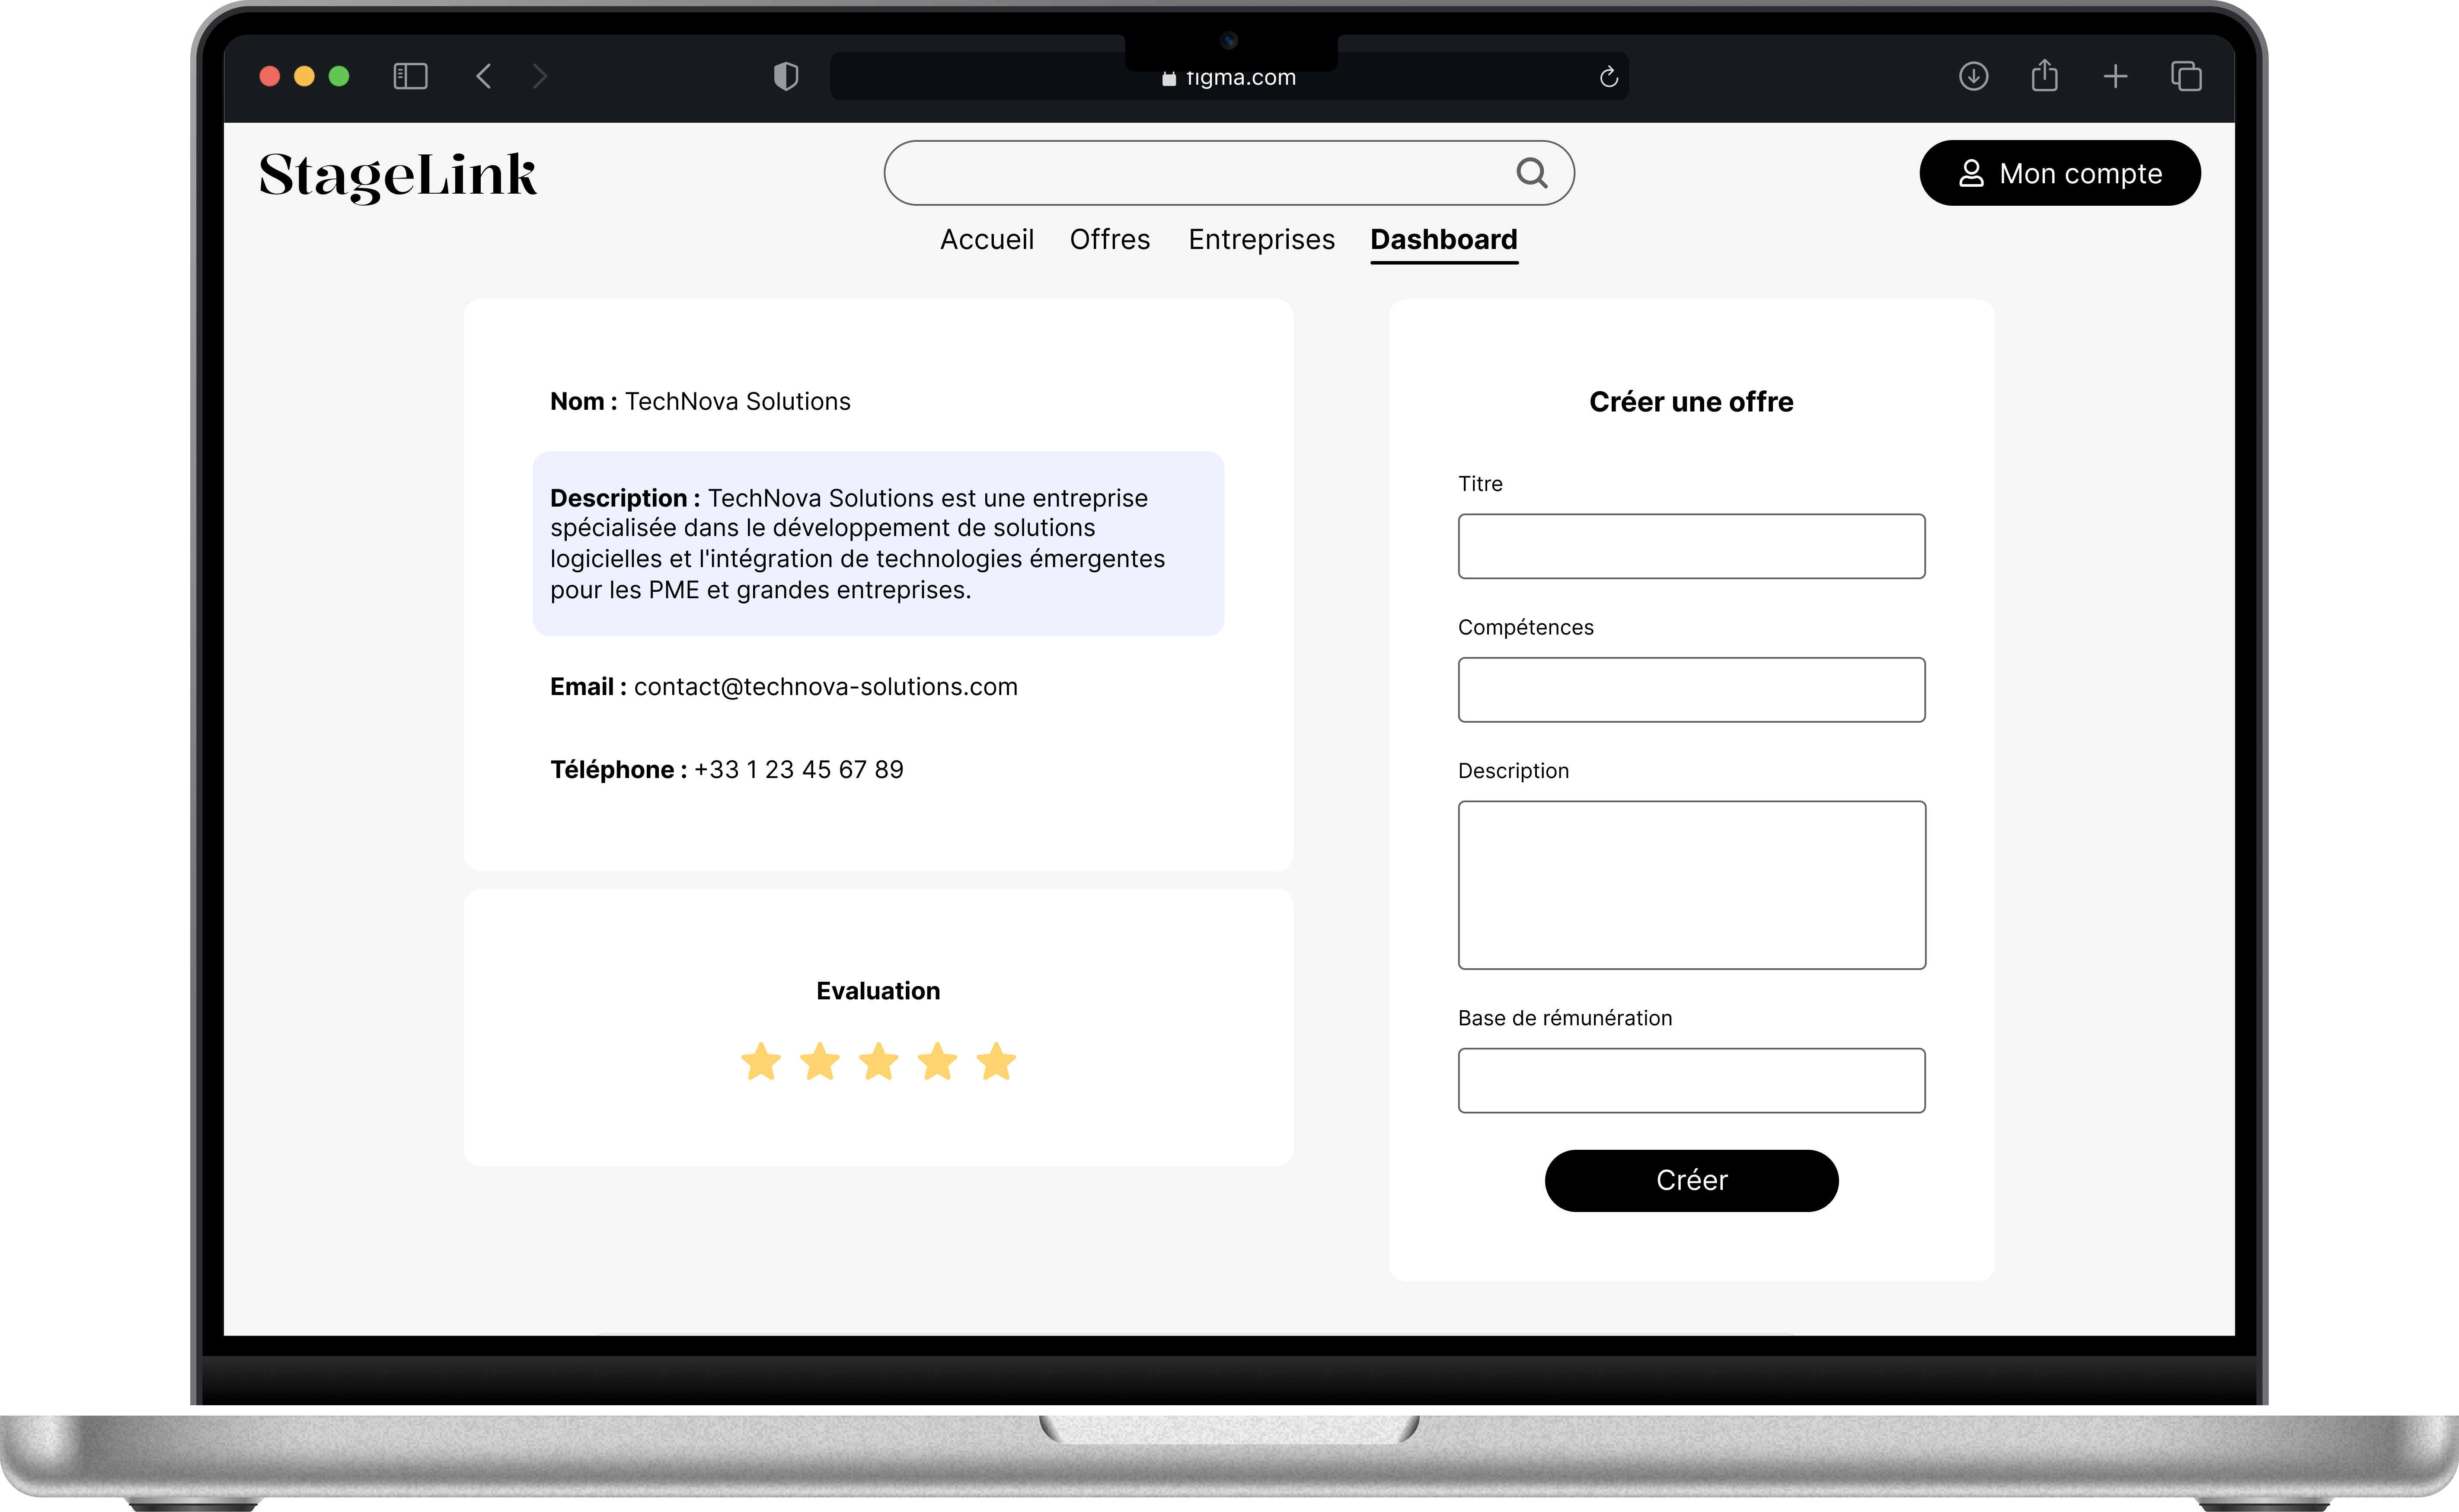 figma.com
StageLink
Mon compte
Accueil Offres Entreprises Dashboard
Nom : TechNova Solutions
Description : TechNova Solutions est une entreprise
spécialisée dans le développement de solutions
logicielles et l'intégration de technologies émergentes
pour les PME et grandes entreprises.
Email : contact@technova-solutions.com
Téléphone : +33 1 23 45 67 89
Evaluation
Créer une offre
Titre
Compétences
Description
Base de rémunération
Créer